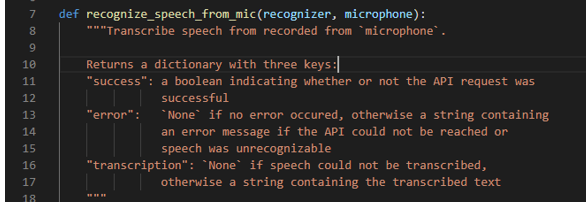 7 def recognize_speech_from_mic(recognizer, microphone):
8 """Transcribe speech from recorded from `microphone`.
9
10 Returns a dictionary with three keys:
11 "success": a boolean indicating whether or not the API request was
12 successful
13 "error": `None` if no error occured, otherwise a string containing
14 an error message if the API could not be reached or
15 speech was unrecognizable
16 "transcription": `None` if speech could not be transcribed,
17 otherwise a string containing the transcribed text
18 """